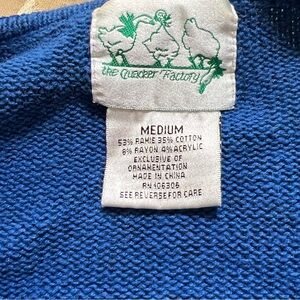 the Quacker Factory
MEDIUM
53% RAMIE 35% COTTON
8% RAYON 4% ACRYLIC
EXCLUSIVE OF
ORNAMENTATION
MADE IN CHINA
RN 106306
SEE REVERSE FOR CARE